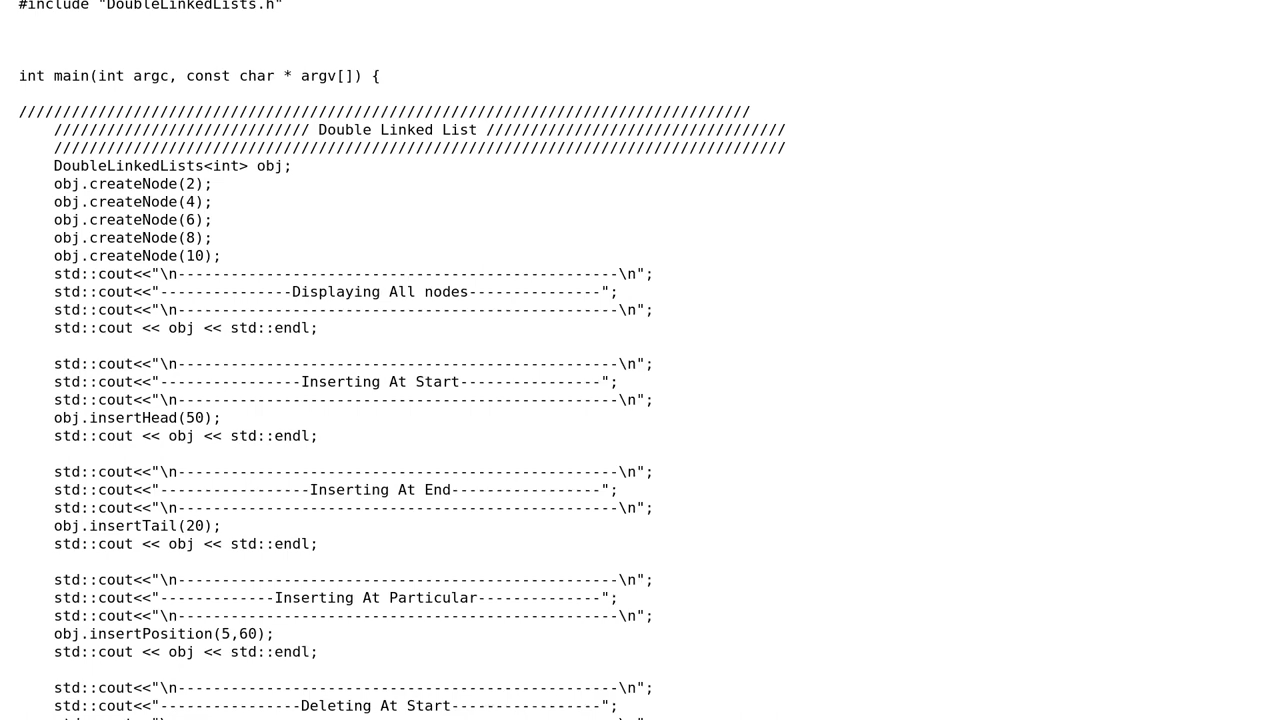 #include "DoubleLinkedLists.h"
int main(int argc, const char * argv[]) {
///////////////////////////////////////////////////////////////////////////////////
    ///////////////////////////// Double Linked List //////////////////////////////////
    ///////////////////////////////////////////////////////////////////////////////////
    DoubleLinkedLists<int> obj;
    obj.createNode(2);
    obj.createNode(4);
    obj.createNode(6);
    obj.createNode(8);
    obj.createNode(10);
    std::cout<<"\n--------------------------------------------------\n";
    std::cout<<"---------------Displaying All nodes---------------";
    std::cout<<"\n--------------------------------------------------\n";
    std::cout << obj << std::endl;
    std::cout<<"\n--------------------------------------------------\n";
    std::cout<<"----------------Inserting At Start----------------";
    std::cout<<"\n--------------------------------------------------\n";
    obj.insertHead(50);
    std::cout << obj << std::endl;
    std::cout<<"\n--------------------------------------------------\n";
    std::cout<<"-----------------Inserting At End-----------------";
    std::cout<<"\n--------------------------------------------------\n";
    obj.insertTail(20);
    std::cout << obj << std::endl;
    std::cout<<"\n--------------------------------------------------\n";
    std::cout<<"-------------Inserting At Particular--------------";
    std::cout<<"\n--------------------------------------------------\n";
    obj.insertPosition(5,60);
    std::cout << obj << std::endl;
    std::cout<<"\n--------------------------------------------------\n";
    std::cout<<"----------------Deleting At Start-----------------";